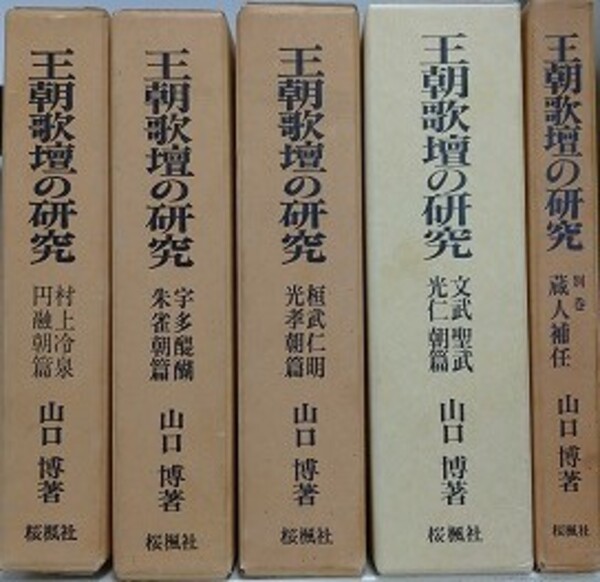 王朝歌壇の研究
村上冷泉
円融朝篇
山口 博著
桜楓社
王朝歌壇の研究
宇多醍醐
朱雀朝篇
山口 博著
桜楓社
王朝歌壇の研究
桓武仁明
光孝朝篇
山口 博著
桜楓社
王朝歌壇の研究
文武聖武
光仁朝篇
山口 博著
桜楓社
王朝歌壇の研究
別巻
蔵人補任
山口 博著
桜楓社